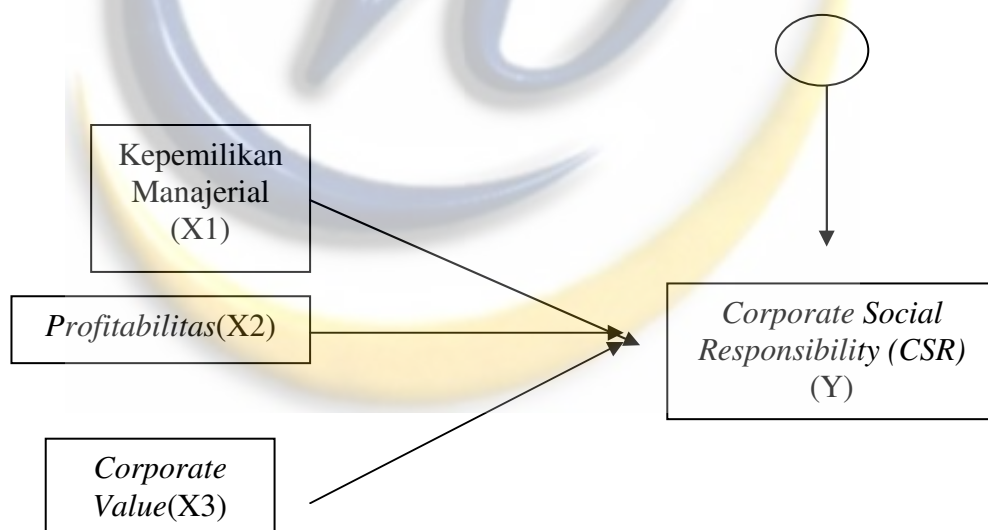 Kepemilikan
Manajerial
(X1)
Profitabilitas(X2)
Corporate Social
Responsibility (CSR)
(Y)
Corporate
Value(X3)